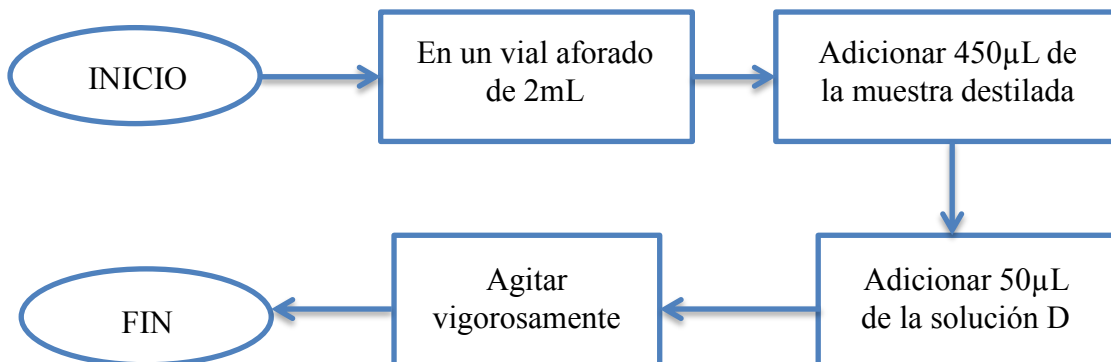 INICIO
En un vial aforado
de 2mL
Adicionar 450µL de
la muestra destilada
Adicionar 50µL
de la solución D
Agitar
vigorosamente
FIN